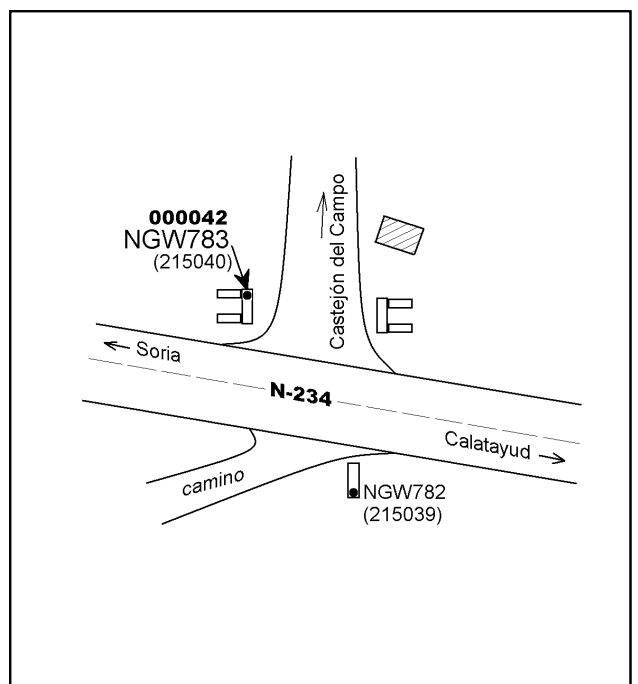 000042
NGW783
(215040)
Castejón del Campo
Soria
N-234
Calatayud
camino
NGW782
(215039)